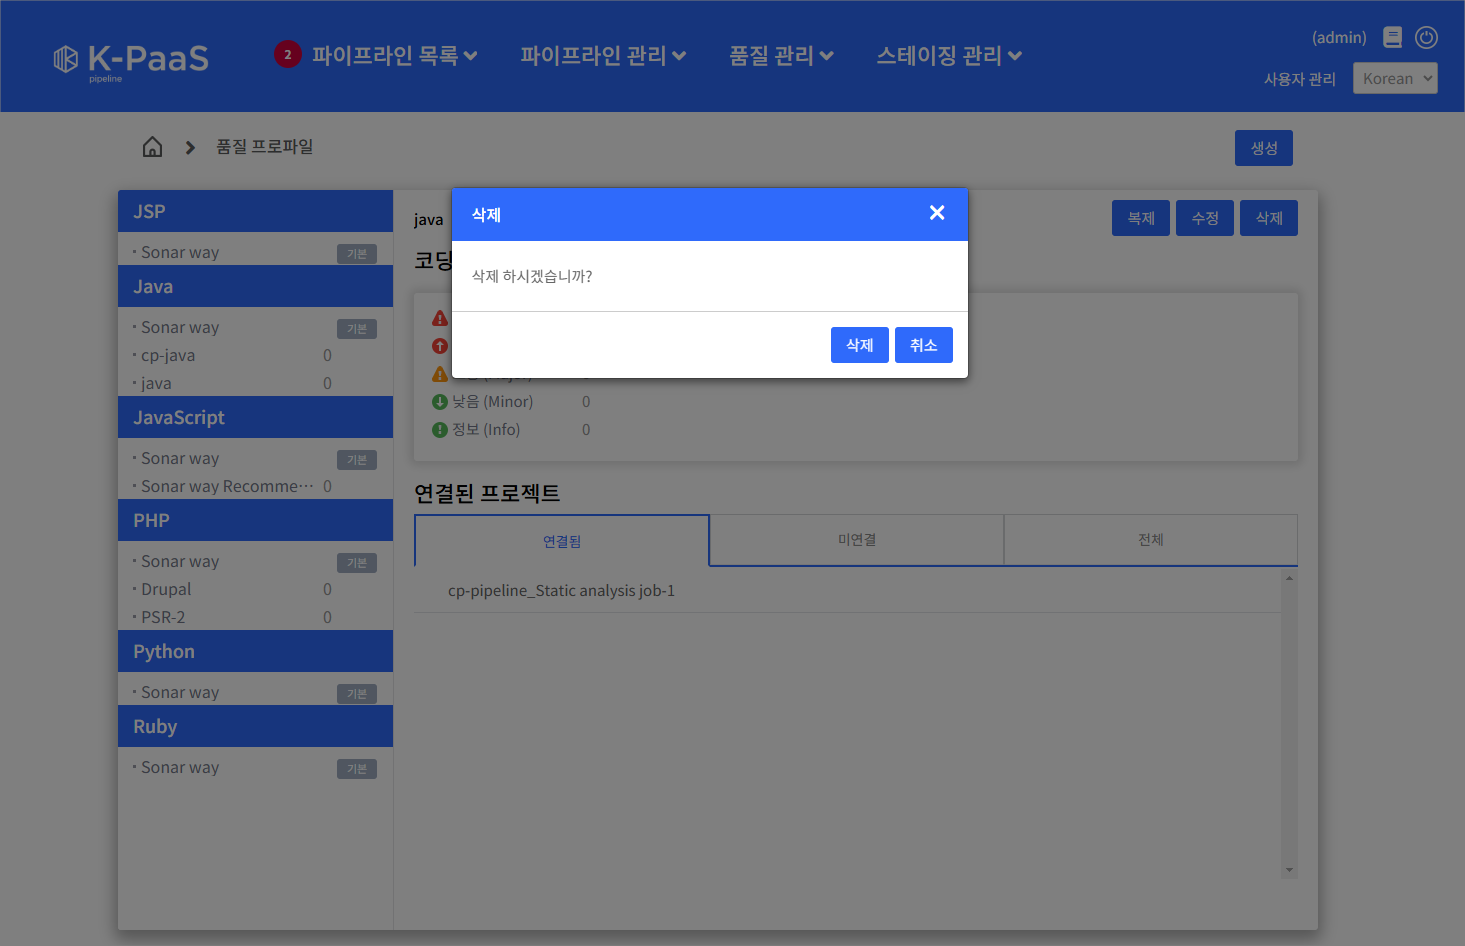 K-PaaS
pipeline
2 파이프라인 목록
파이프라인 관리
품질 관리
스테이징 관리
(admin)
사용자 관리
Korean
품질 프로파일
생성
JSP
· Sonar way 기본
Java
· Sonar way 기본
· cp-java 0
· java 0
JavaScript
· Sonar way 기본
· Sonar way Recomme··· 0
PHP
· Sonar way 기본
· Drupal 0
· PSR-2 0
Python
· Sonar way 기본
Ruby
· Sonar way 기본
java
복제
수정
삭제
코딩
삭제
삭제 하시겠습니까?
삭제
취소
낮음 (Minor) 0
정보 (Info) 0
연결된 프로젝트
연결됨
미연결
전체
cp-pipeline_Static analysis job-1